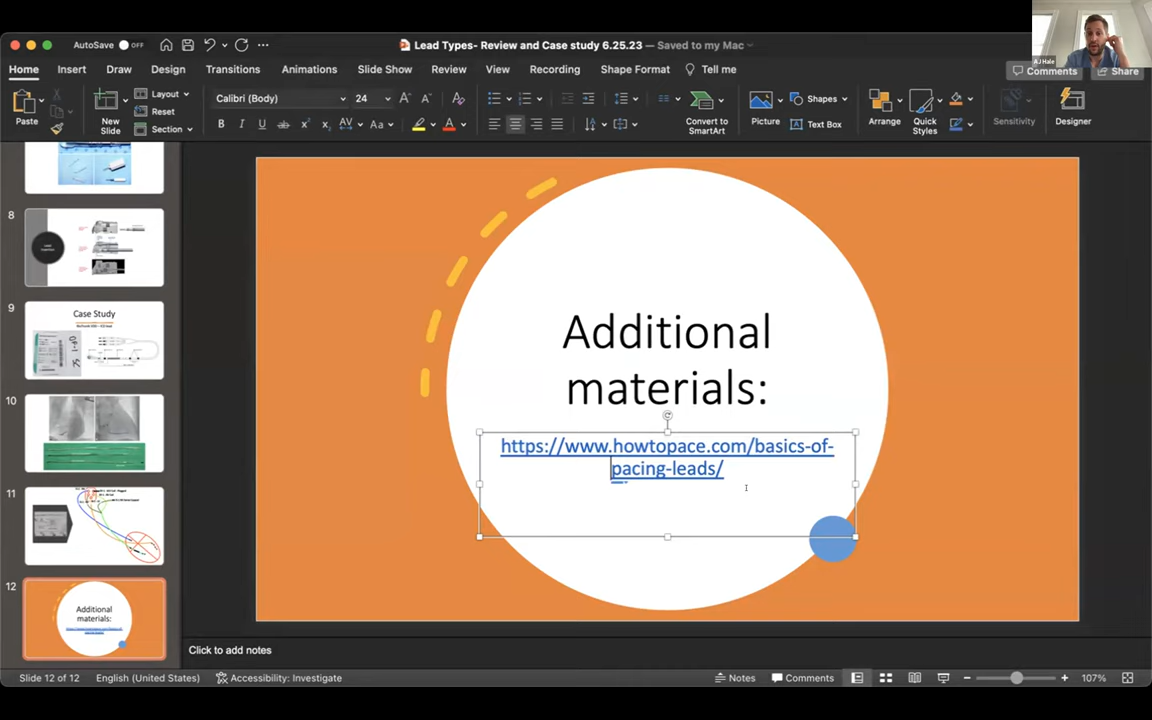 AutoSave OFF
Lead Types- Review and Case study 6.25.23 — Saved to my Mac
AJ Hale
Home Insert Draw Design Transitions Animations Slide Show Review View Recording Shape Format Tell me
Comments Share
Paste
New Slide
Layout
Reset
Section
Calibri (Body) 24
Convert to SmartArt
Picture
Shapes
Text Box
Arrange
Quick Styles
Sensitivity
Designer
8
9
Case Study
10
11
12
Additional materials:
Additional
materials:
https://www.howtopace.com/basics-of-
pacing-leads/
Click to add notes
Slide 12 of 12 English (United States) Accessibility: Investigate Notes Comments 107%